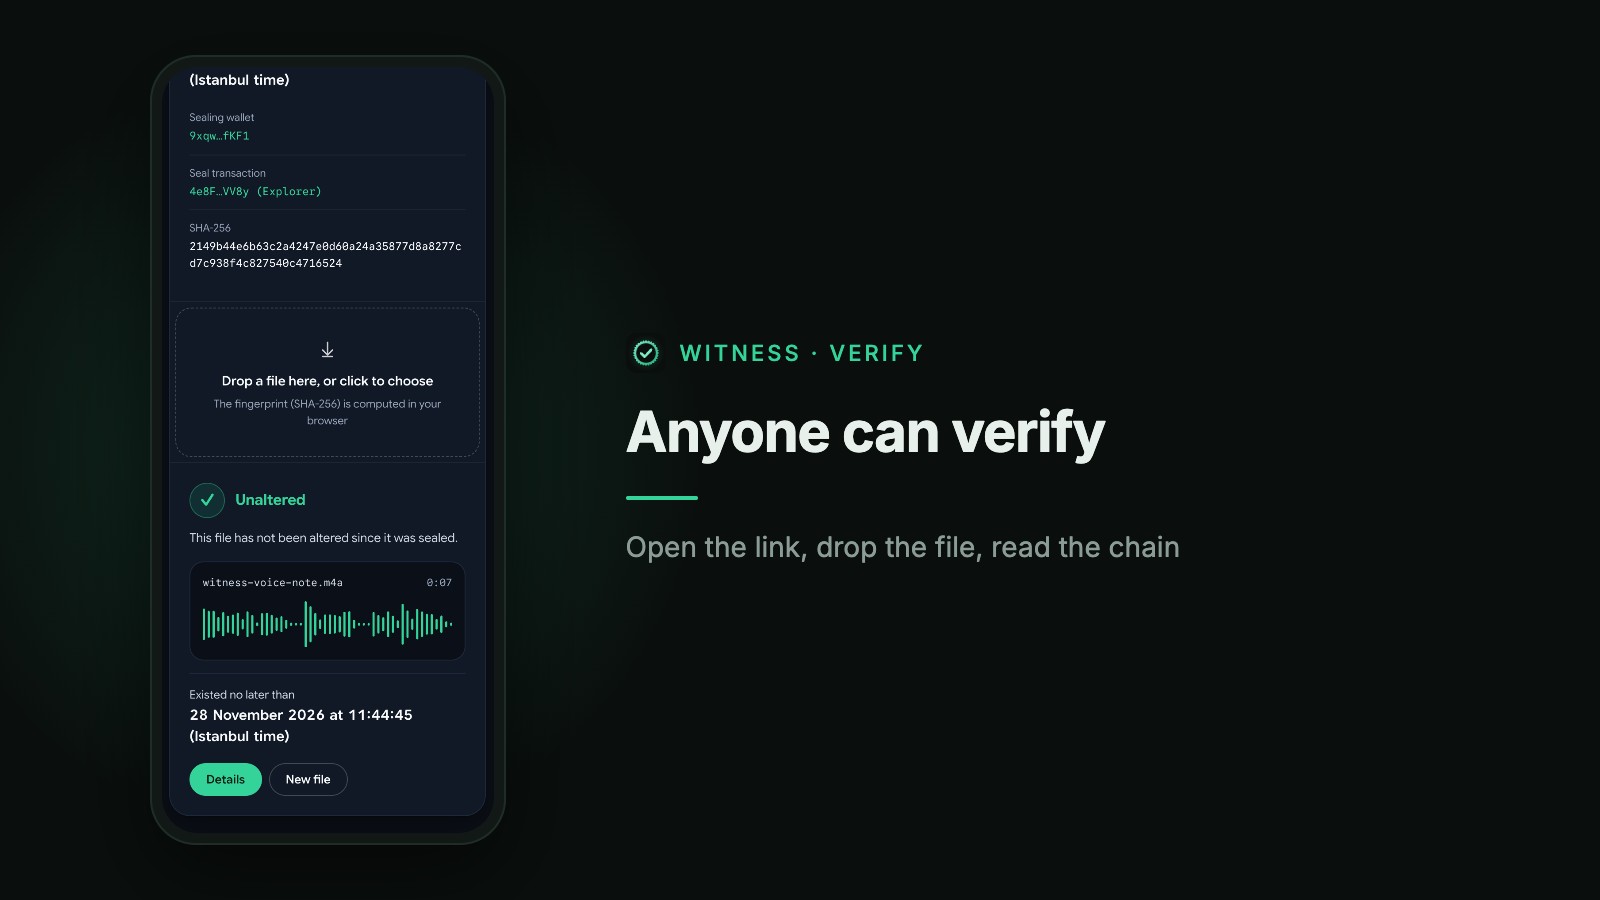 (Istanbul time)
Sealing wallet
9xqw…fKF1
Seal transaction
4e8F…VV8y (Explorer)
SHA-256
2149b44e6b63c2a4247e0d60a24a35877d8a8277c
d7c938f4c827540c4716524
Drop a file here, or click to choose
The fingerprint (SHA-256) is computed in your
browser
Unaltered
This file has not been altered since it was sealed.
witness-voice-note.m4a 0:07
Existed no later than
28 November 2026 at 11:44:45
(Istanbul time)
Details New file
WITNESS · VERIFY
Anyone can verify
Open the link, drop the file, read the chain